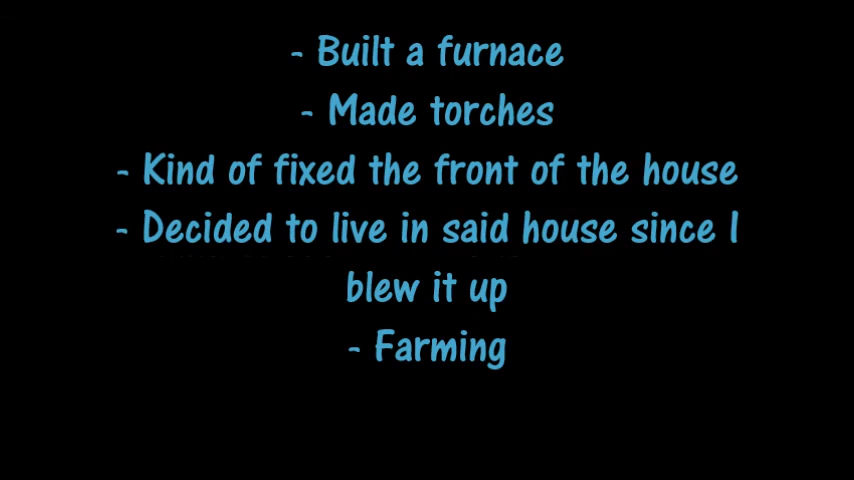 - Built a furnace
- Made torches
- Kind of fixed the front of the house
- Decided to live in said house since I
blew it up
- Farming